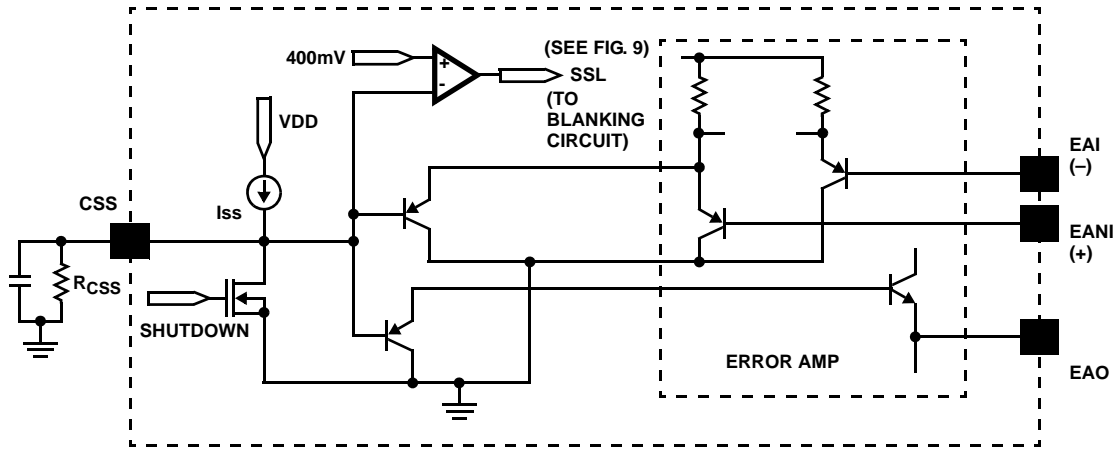 400mV
+
-
(SEE FIG. 9)
SSL
(TO
BLANKING
CIRCUIT)
VDD
EAI
(–)
CSS
Iss
EANI
(+)
RCSS
SHUTDOWN
ERROR AMP
EAO